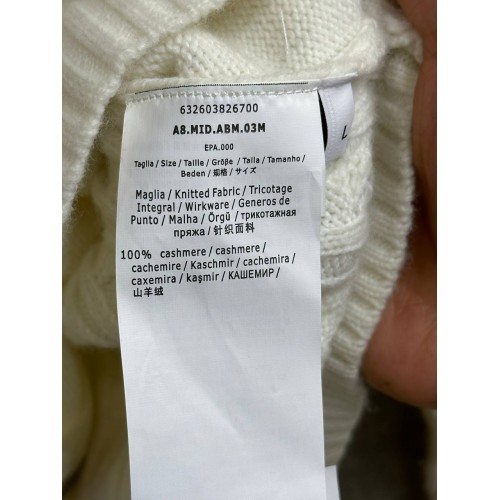 632603826700
A8.MID.ABM.03M
EPA.000
Taglia / Size / Taille / Größe / Talla / Tamanho /
Beden / 规格 / サイズ
Maglia / Knitted Fabric / Tricotage
Integral / Wirkware / Generos de
Punto / Malha / Örgü / трикотажная
пряжа / 针织面料
100% cashmere / cashmere /
cachemire / Kaschmir / cachemira /
caxemira / kaşmir / КАШЕМИР /
山羊绒
L